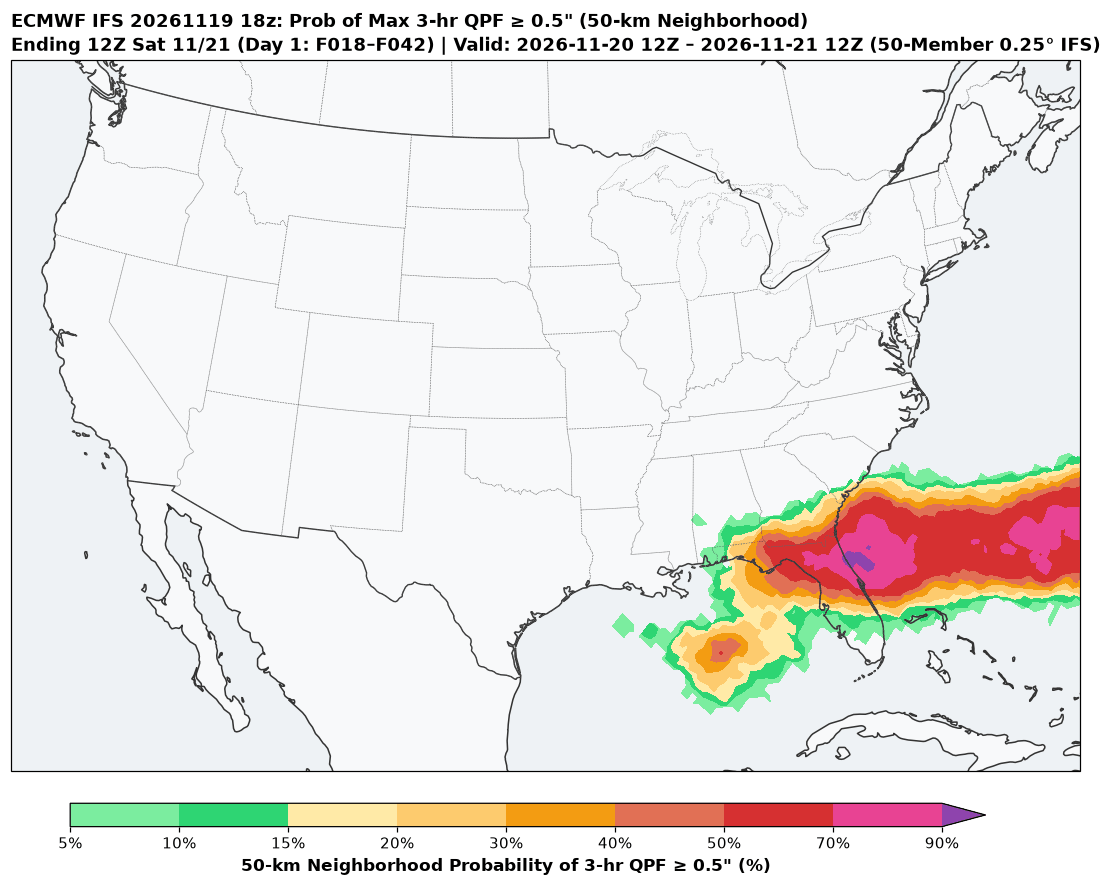 ECMWF IFS 20261119 18z: Prob of Max 3-hr QPF ≥ 0.5" (50-km Neighborhood)
Ending 12Z Sat 11/21 (Day 1: F018–F042) | Valid: 2026-11-20 12Z – 2026-11-21 12Z (50-Member 0.25° IFS)
5% 10% 15% 20% 30% 40% 50% 70% 90%
50-km Neighborhood Probability of 3-hr QPF ≥ 0.5" (%)